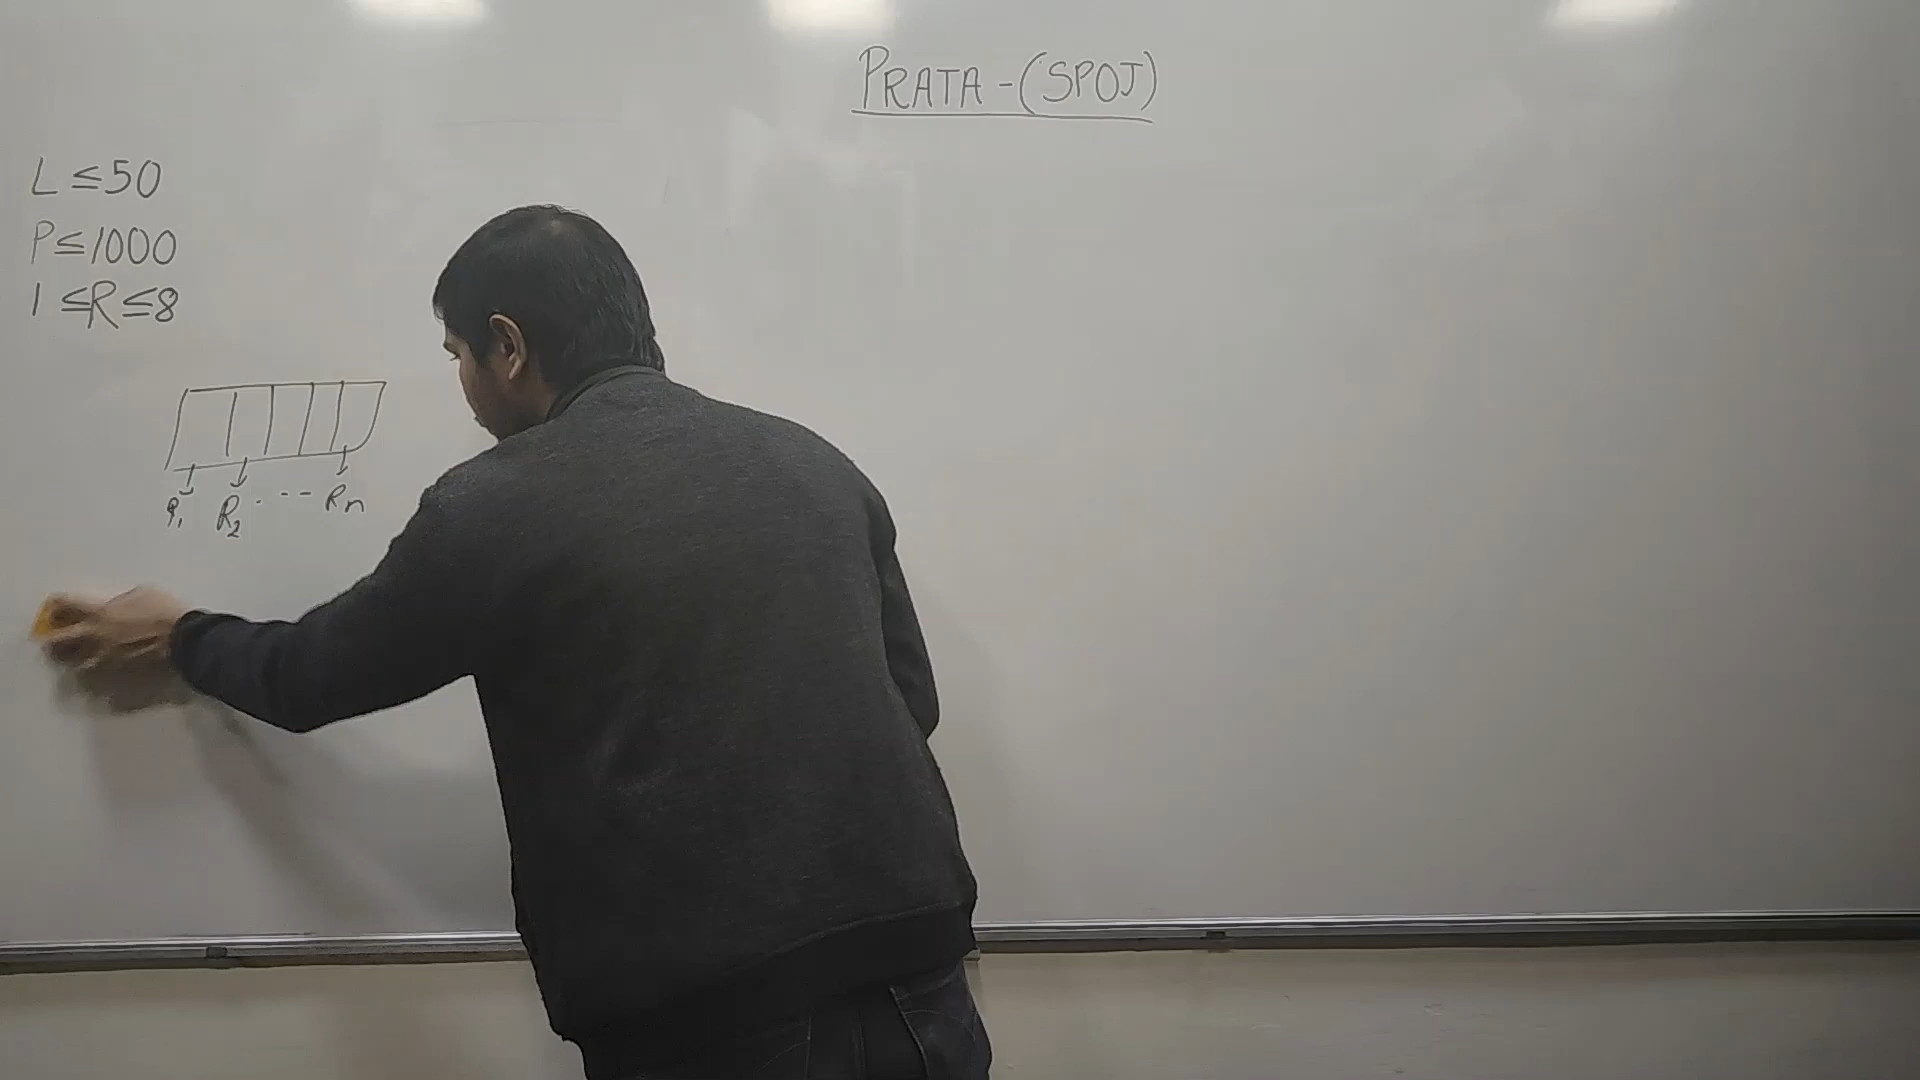 PRATA - (SPOJ)
L ≤ 50
P ≤ 1000
1 ≤ R ≤ 8
R₁ R₂ - - - Rn